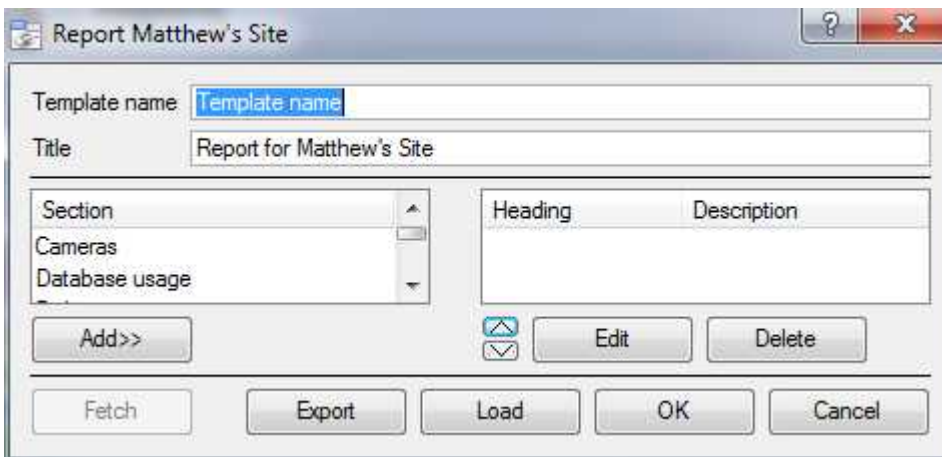 Report Matthew's Site
Template name Template name
Title Report for Matthew's Site
Section Heading Description
Cameras
Database usage
Add>> Edit Delete
Fetch Export Load OK Cancel